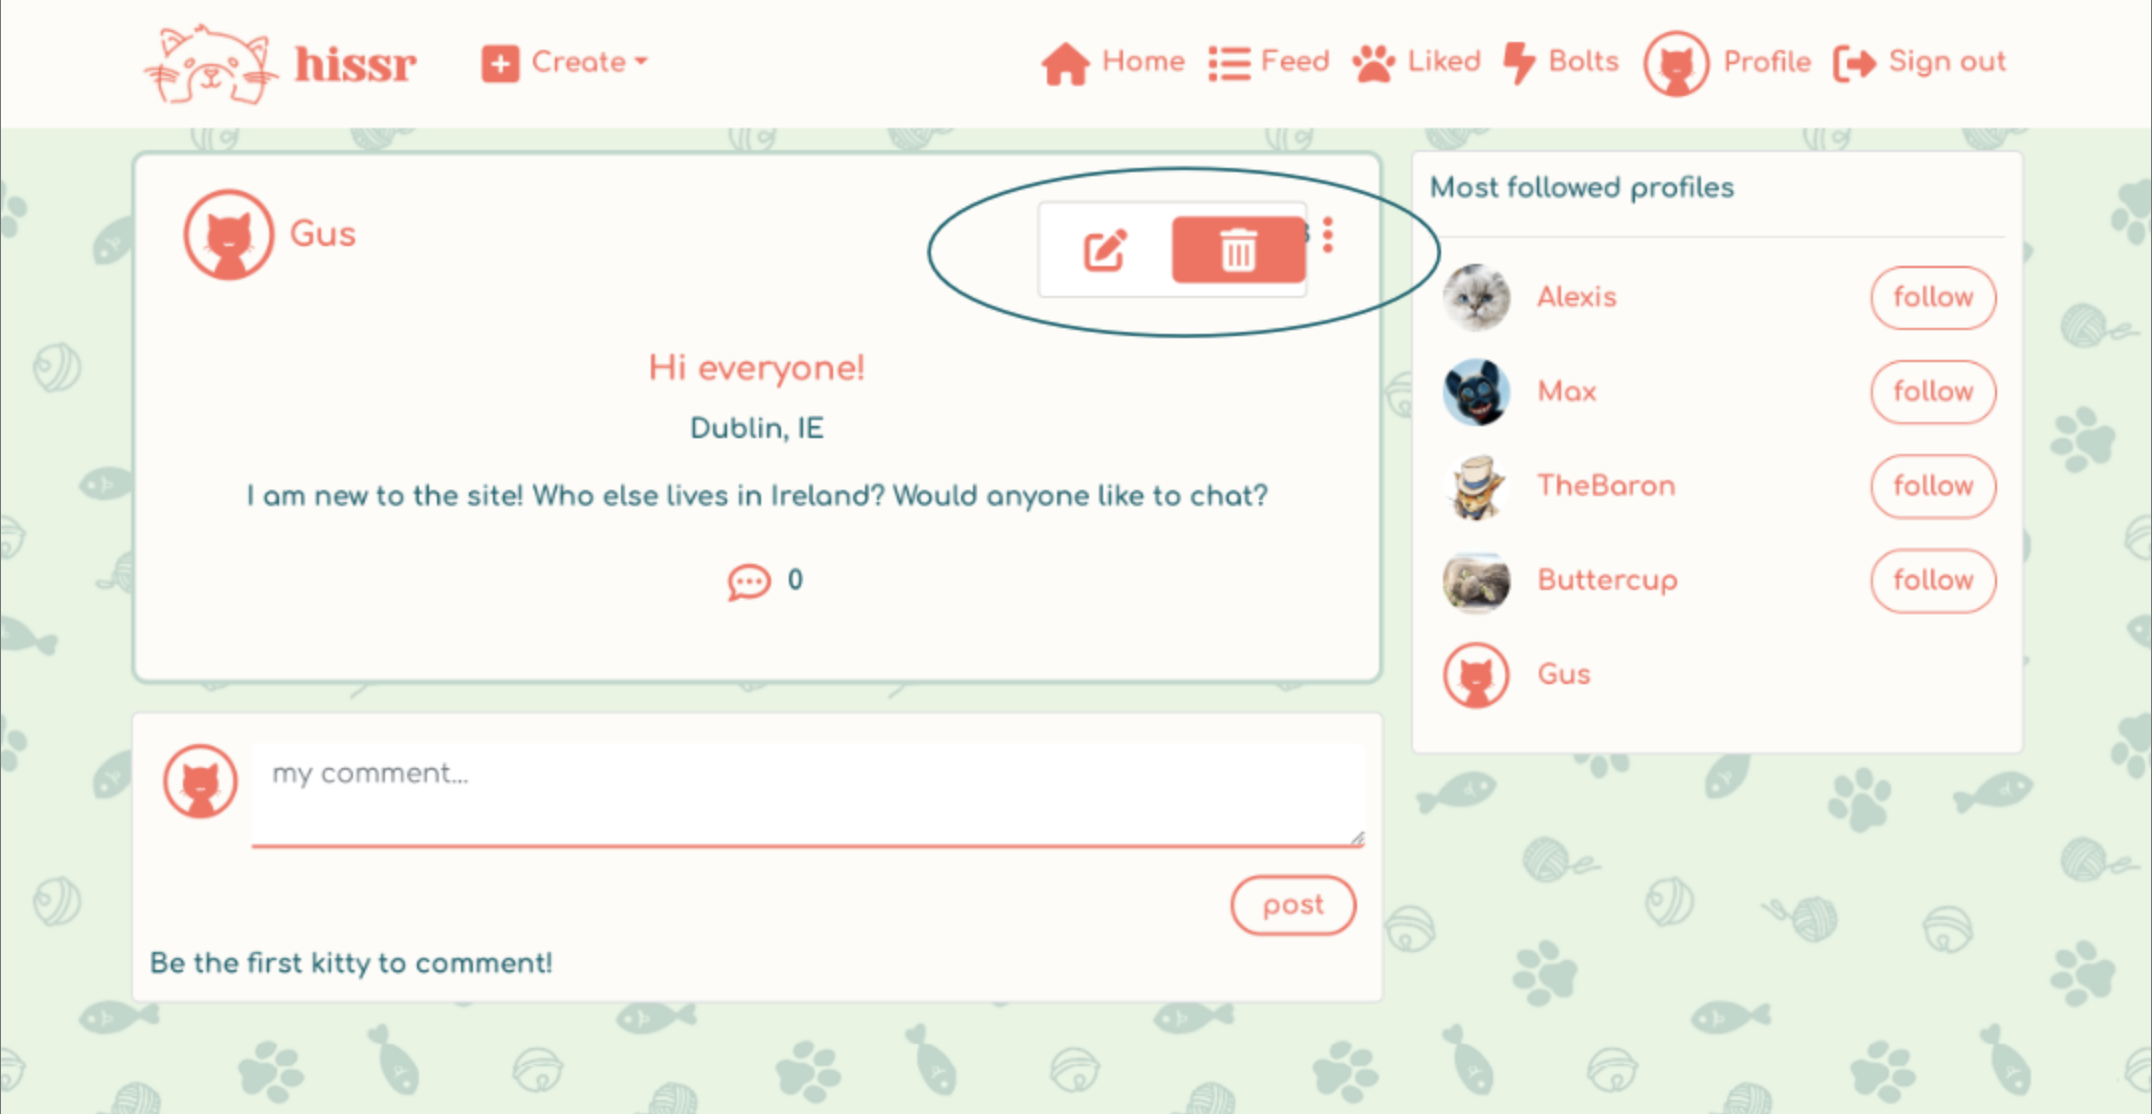 hissr
Create
Home
Feed
Liked
Bolts
Profile
Sign out
Gus
Hi everyone!
Dublin, IE
I am new to the site! Who else lives in Ireland? Would anyone like to chat?
0
my comment...
post
Be the first kitty to comment!
Most followed profiles
Alexis
follow
Max
follow
TheBaron
follow
Buttercup
follow
Gus